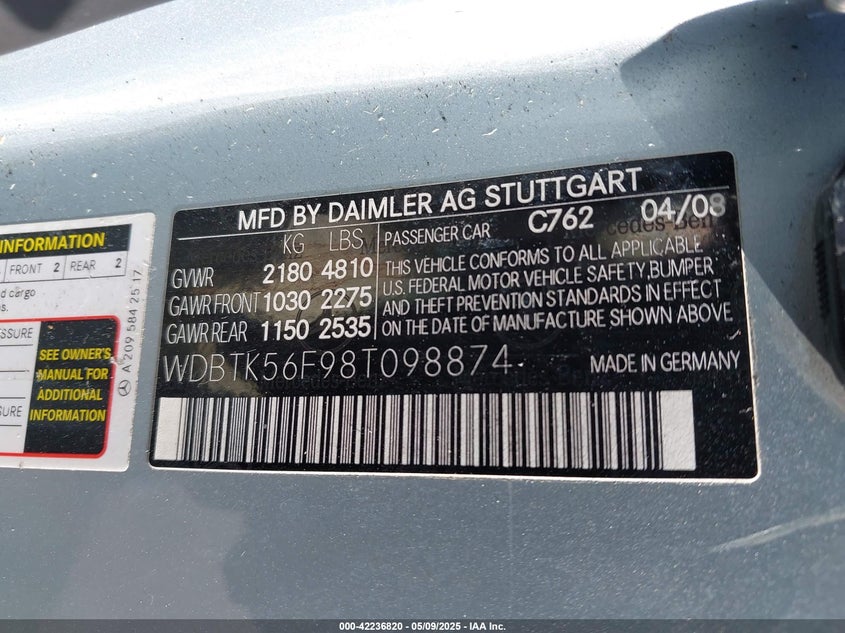 MFD BY DAIMLER AG STUTTGART
KG LBS
PASSENGER CAR C762 04/08
GVWR 2180 4810
GAWR FRONT 1030 2275
GAWR REAR 1150 2535
THIS VEHICLE CONFORMS TO ALL APPLICABLE
U.S. FEDERAL MOTOR VEHICLE SAFETY,BUMPER
AND THEFT PREVENTION STANDARDS IN EFFECT
ON THE DATE OF MANUFACTURE SHOWN ABOVE.
WDBTK56F98T098874
MADE IN GERMANY
INFORMATION
FRONT 2 REAR 2
cargo
SEE OWNER'S
MANUAL FOR
ADDITIONAL
INFORMATION
A 209 584 25 17
000-42236820 - 05/09/2025 - IAA Inc.